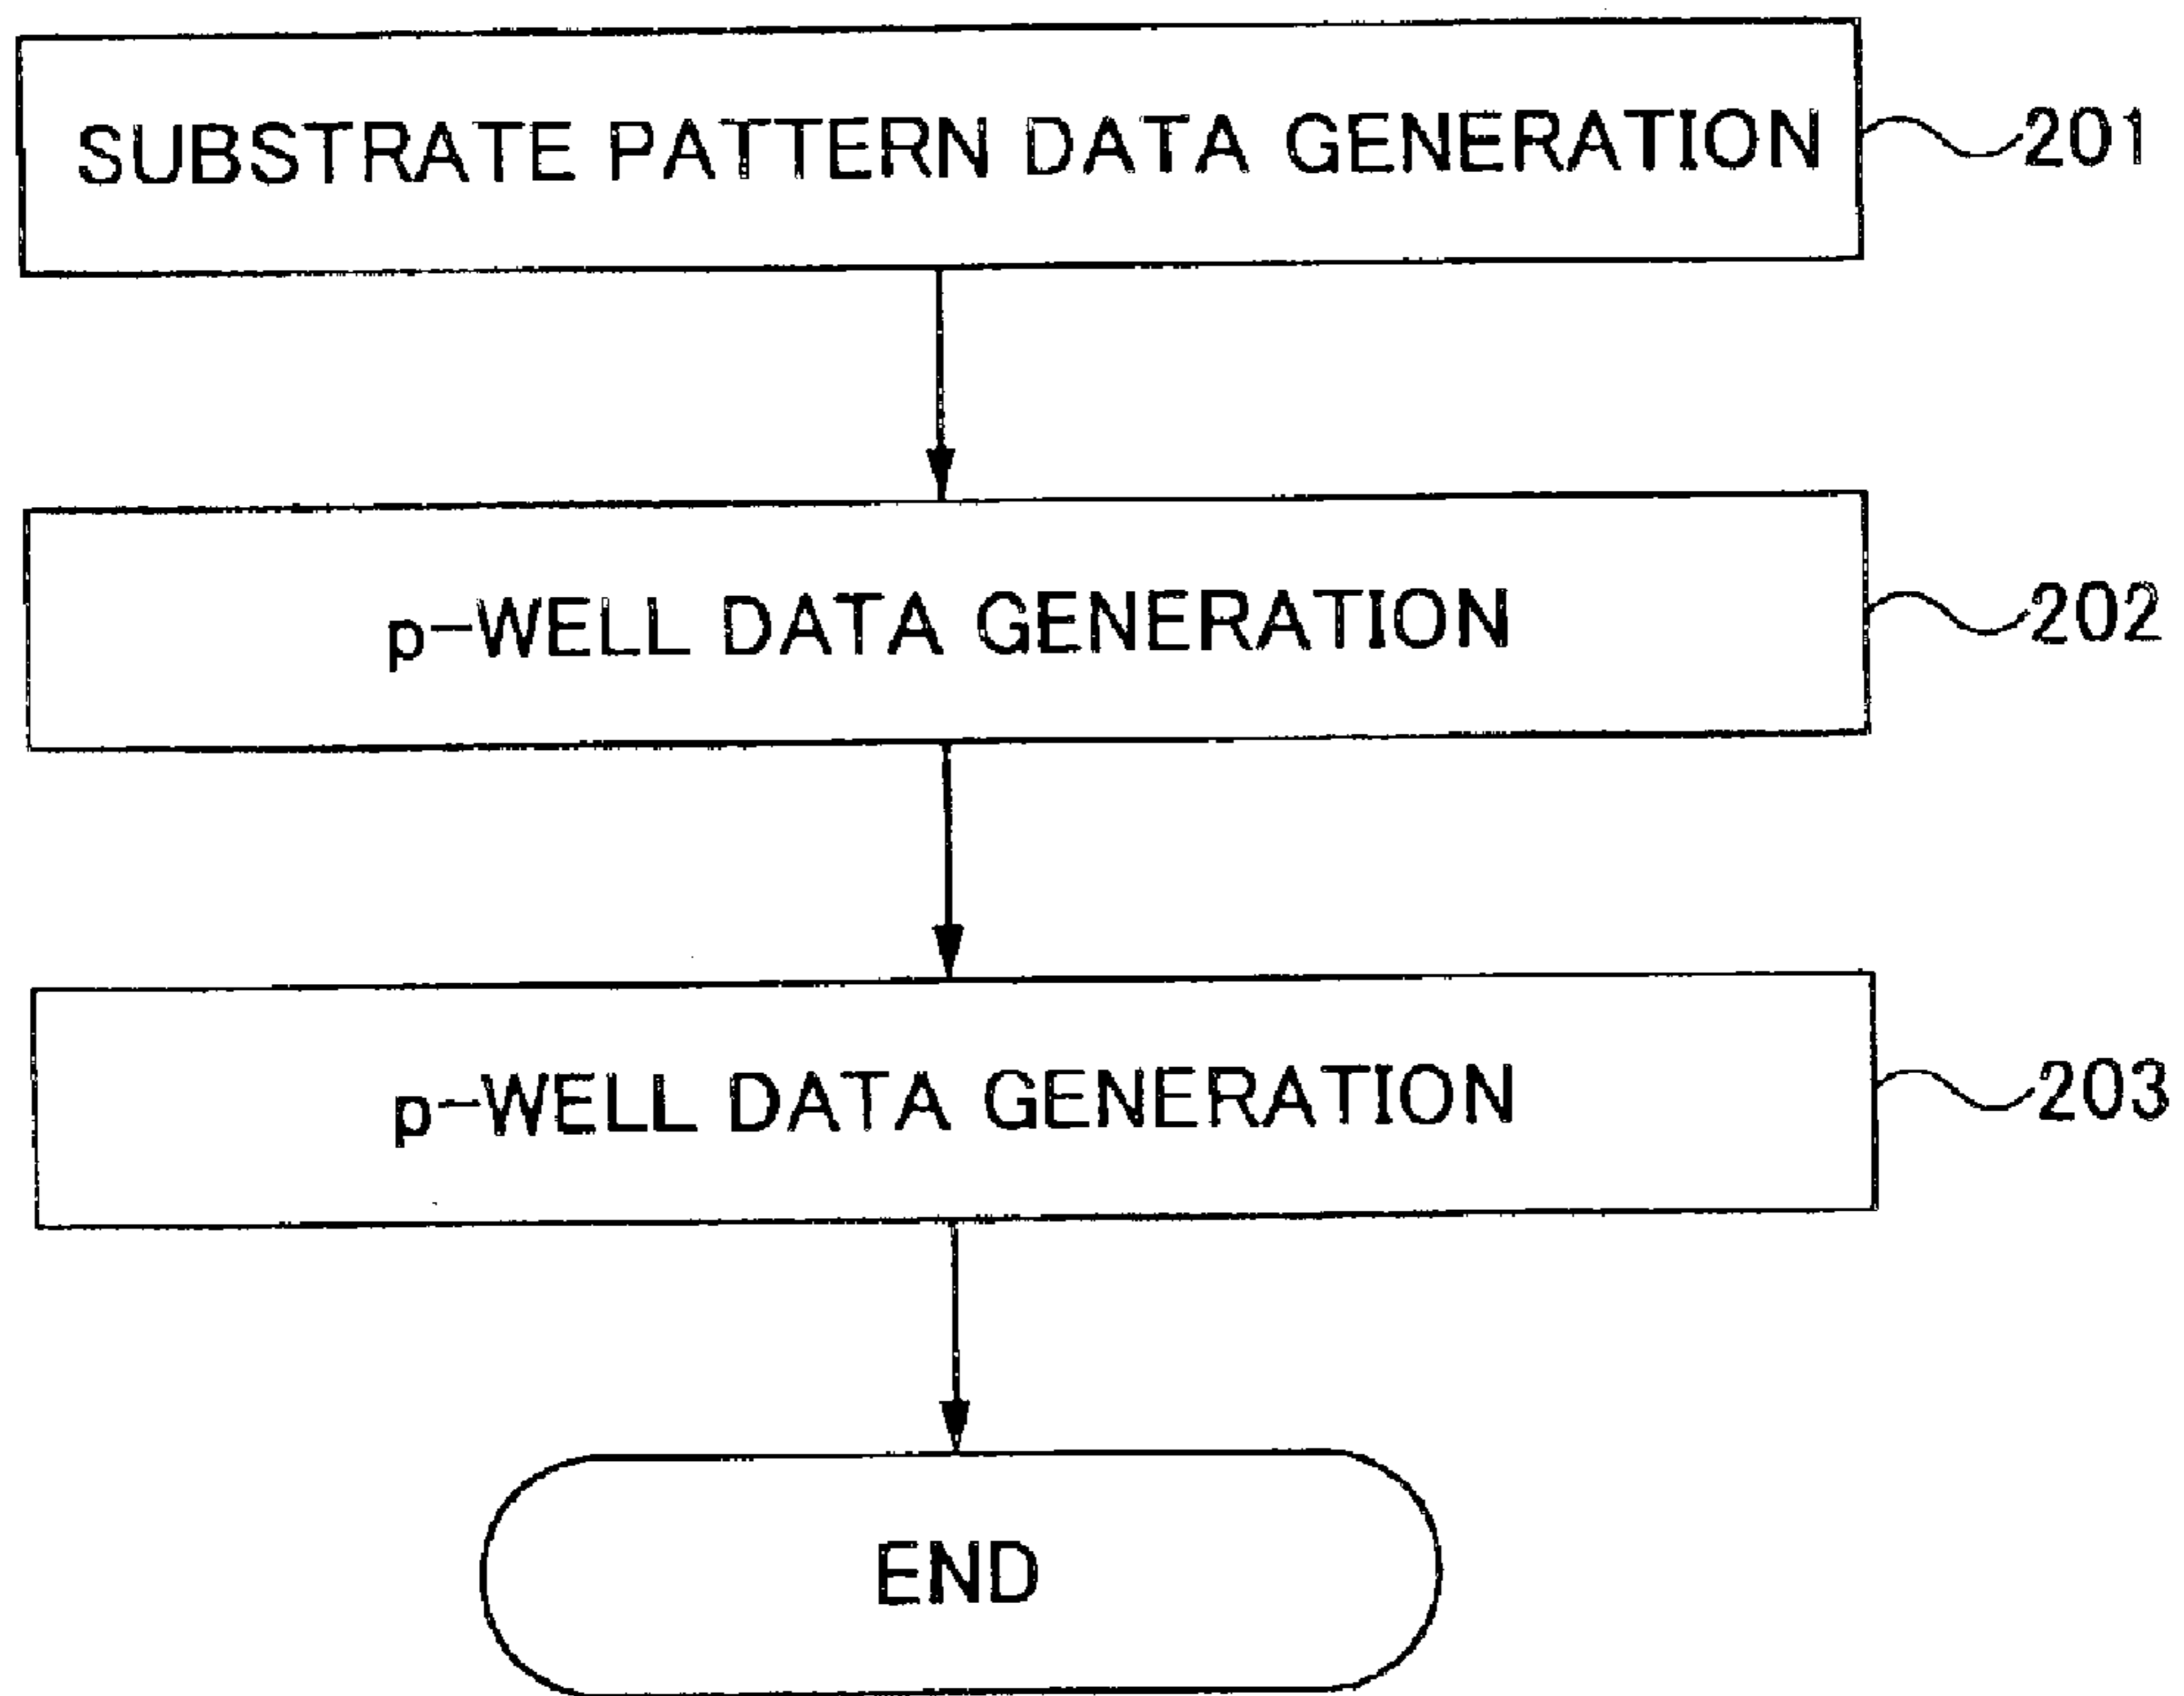 SUBSTRATE PATTERN DATA GENERATION 201
p-WELL DATA GENERATION 202
p-WELL DATA GENERATION 203
END